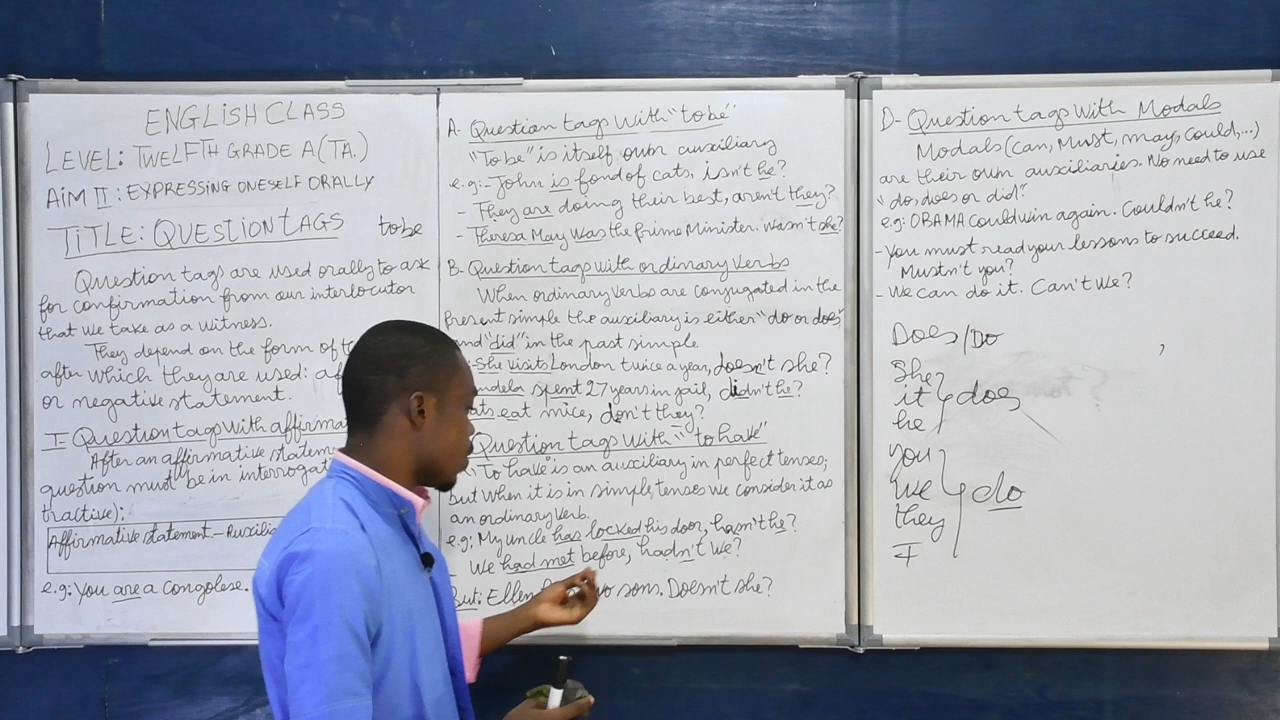 ENGLISH CLASS
LEVEL: TWELFTH GRADE A (TA.)
AIM II: EXPRESSING ONESELF ORALLY
TITLE: QUESTION TAGS to be
Question tags are used orally to ask
for confirmation from our interlocutor
that we take as a witness.
They depend on the form of
after which they are used:
or negative statement.
I- Question tags with
After an affirmative
question must be in
tractive):
Affirmative statement.-
e.g: You are a congolese.
A- Question tags with "to be"
"To be" is itself own auxiliary
e.g:- John is fond of cats, isn't he?
- They are doing their best, aren't they?
- Theresa May was the prime Minister. Wasn't she?
B- Question tags with ordinary verbs
When ordinary verbs are conjugated in the
present simple the auxiliary is either "do or does"
and "did" in the past simple
- She visits London twice a year, doesn't she?
spent 27 years in jail, didn't he?
eat mice, don't they?
Question tags with "to have"
"To have" is an auxiliary in perfect tenses;
but when it is in simple tenses we consider it as
an ordinary verb.
e.g: My uncle has locked his door, hasn't he?
- We had met before, hadn't we?
But: Ellen sons. Doesn't she?
D- Question tags with Modals
Modals (can, Must, may, Could,...)
are their own auxiliaries. No need to use
"do, does or did".
e.g: OBAMA could win again. Couldn't he?
- You must read your lessons to succeed.
Mustn't you?
- We can do it. Can't we?
Does/Do
She
it does
he
you
we do
they
I